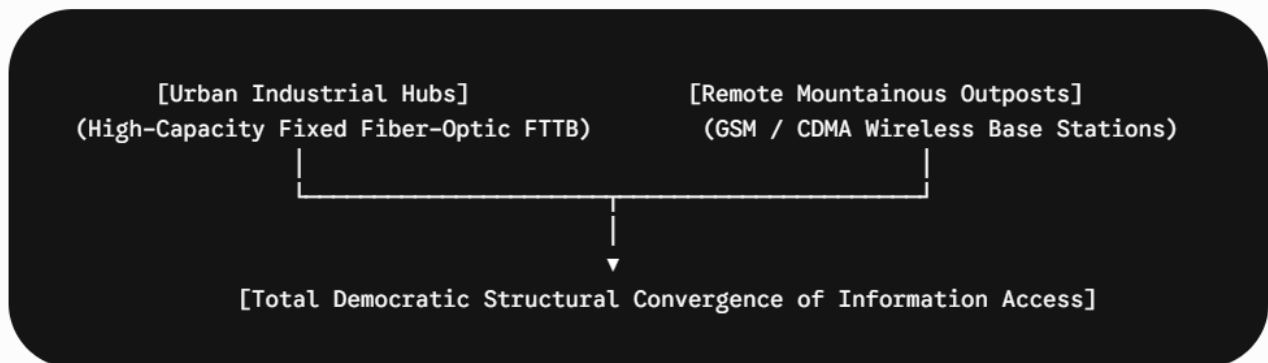 [Urban Industrial Hubs] [Remote Mountainous Outposts]
(High-Capacity Fixed Fiber-Optic FTTB) (GSM / CDMA Wireless Base Stations)
[Total Democratic Structural Convergence of Information Access]